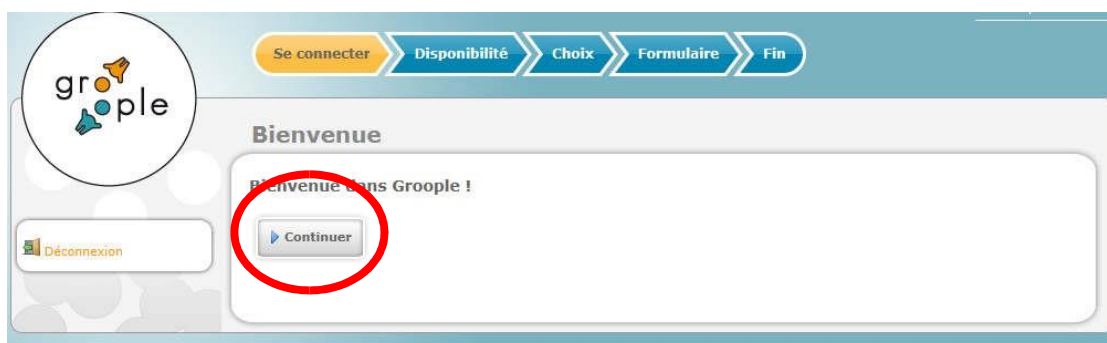 groople
Se connecter Disponibilité Choix Formulaire Fin
Bienvenue
Bienvenue dans Groople !
Continuer
Déconnexion